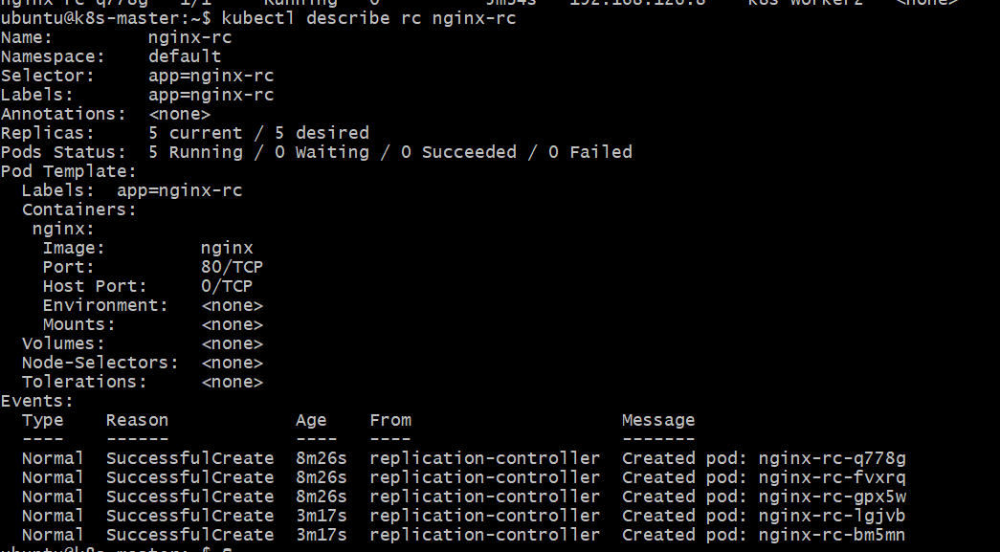 nginx-rc-q778g   1/1     Running   0          5m54s   192.168.126.8   k8s-worker2   <none>
ubuntu@k8s-master:~$ kubectl describe rc nginx-rc
Name:         nginx-rc
Namespace:    default
Selector:     app=nginx-rc
Labels:       app=nginx-rc
Annotations:  <none>
Replicas:     5 current / 5 desired
Pods Status:  5 Running / 0 Waiting / 0 Succeeded / 0 Failed
Pod Template:
  Labels:  app=nginx-rc
  Containers:
   nginx:
    Image:         nginx
    Port:          80/TCP
    Host Port:     0/TCP
    Environment:   <none>
    Mounts:        <none>
  Volumes:         <none>
  Node-Selectors:  <none>
  Tolerations:     <none>
Events:
  Type    Reason            Age    From                    Message
  ----    ------            ----   ----                    -------
  Normal  SuccessfulCreate  8m26s  replication-controller  Created pod: nginx-rc-q778g
  Normal  SuccessfulCreate  8m26s  replication-controller  Created pod: nginx-rc-fvxrq
  Normal  SuccessfulCreate  8m26s  replication-controller  Created pod: nginx-rc-gpx5w
  Normal  SuccessfulCreate  3m17s  replication-controller  Created pod: nginx-rc-lgjvb
  Normal  SuccessfulCreate  3m17s  replication-controller  Created pod: nginx-rc-bm5mn
ubuntu@k8s-master:~$